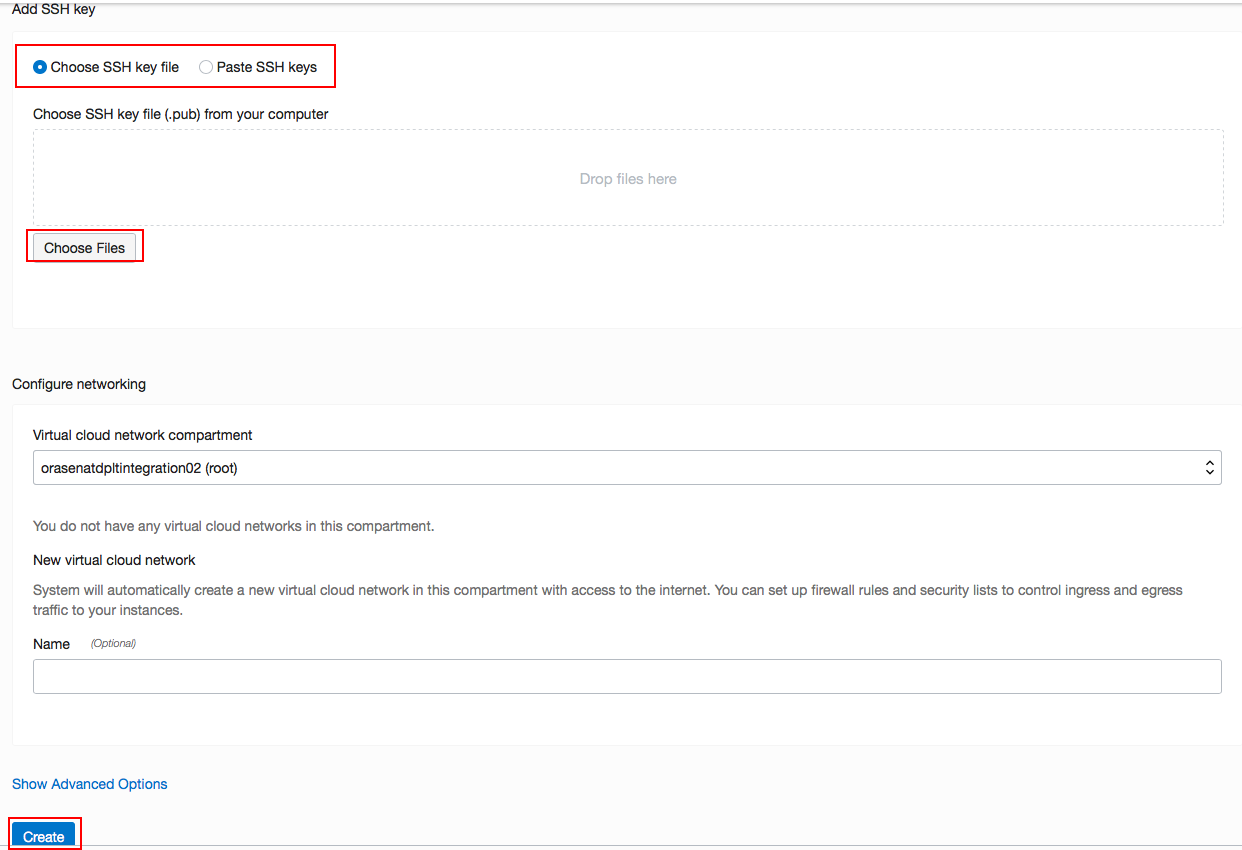 Add SSH key
Choose SSH key file Paste SSH keys
Choose SSH key file (.pub) from your computer
Drop files here
Choose Files
Configure networking
Virtual cloud network compartment
orasenatdpltintegration02 (root)
You do not have any virtual cloud networks in this compartment.
New virtual cloud network
System will automatically create a new virtual cloud network in this compartment with access to the internet. You can set up firewall rules and security lists to control ingress and egress
traffic to your instances.
Name (Optional)
Show Advanced Options
Create